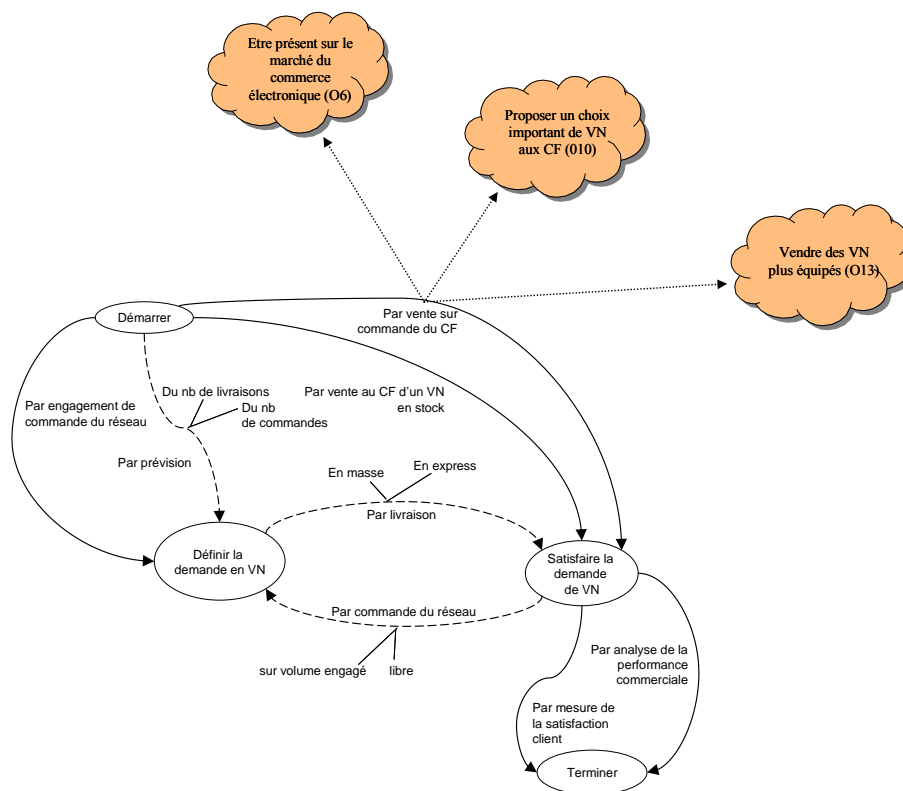 Etre présent sur le
marché du
commerce
électronique (O6)
Proposer un choix
important de VN
aux CF (010)
Vendre des VN
plus équipés (O13)
Démarrer
Par vente sur
commande du CF
Du nb de livraisons
Du nb
de commandes
Par engagement de
commande du réseau
Par vente au CF d'un VN
en stock
Par prévision
En masse
En express
Par livraison
Définir la
demande en VN
Satisfaire la
demande
de VN
Par commande du réseau
sur volume engagé
libre
Par analyse de la
performance
commerciale
Par mesure de
la satisfaction
client
Terminer